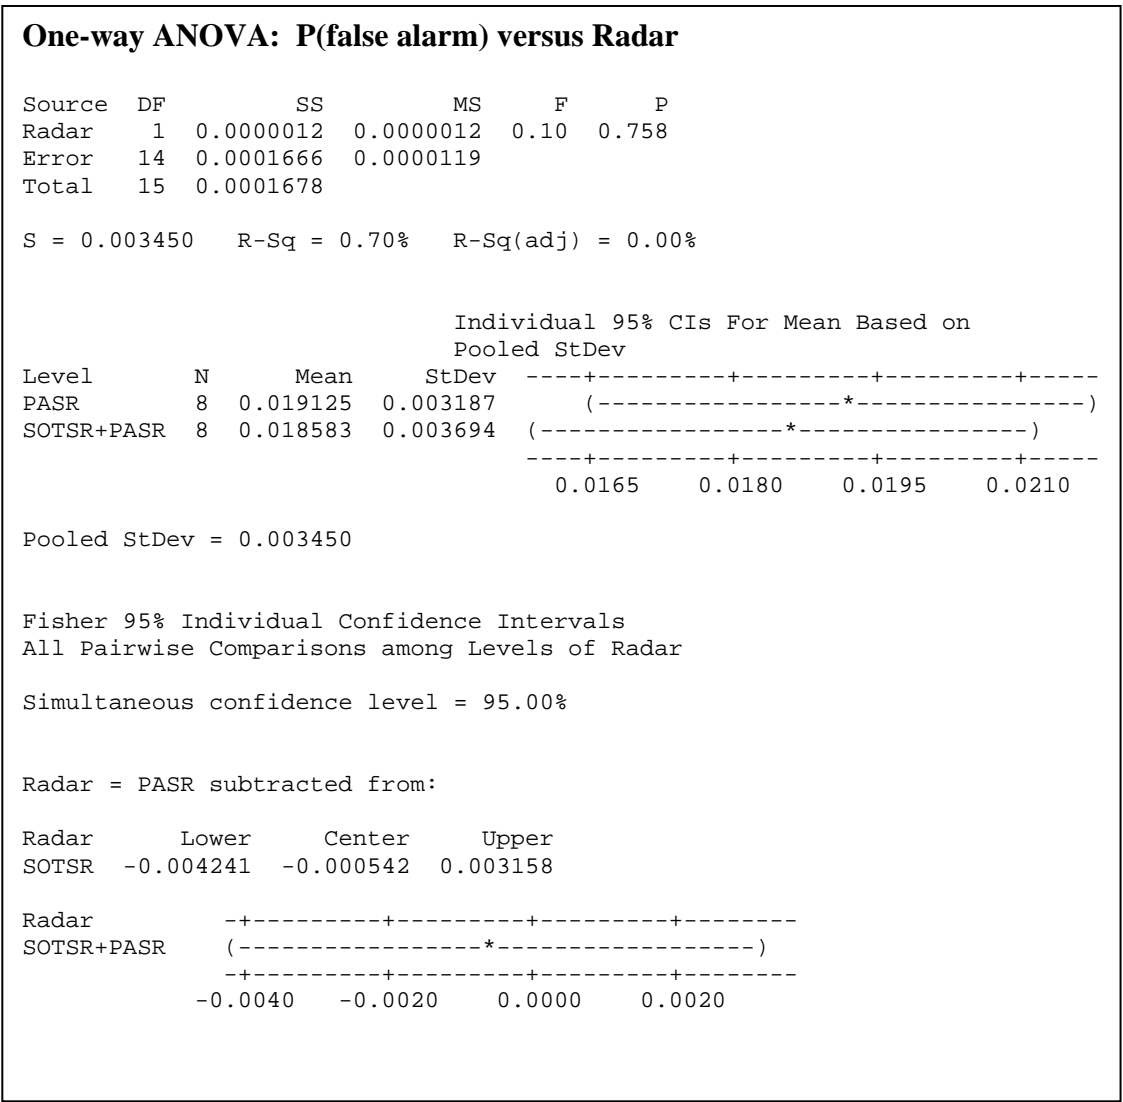 One-way ANOVA:  P(false alarm) versus Radar
Source  DF         SS         MS     F      P
Radar    1  0.0000012  0.0000012  0.10  0.758
Error   14  0.0001666  0.0000119
Total   15  0.0001678
S = 0.003450   R-Sq = 0.70%   R-Sq(adj) = 0.00%
                              Individual 95% CIs For Mean Based on
                              Pooled StDev
Level       N      Mean     StDev  ----+---------+---------+---------+-----
PASR        8  0.019125  0.003187      (-----------------*----------------)
SOTSR+PASR  8  0.018583  0.003694  (-----------------*----------------)
                                   ----+---------+---------+---------+-----
                                     0.0165    0.0180    0.0195    0.0210
Pooled StDev = 0.003450
Fisher 95% Individual Confidence Intervals
All Pairwise Comparisons among Levels of Radar
Simultaneous confidence level = 95.00%
Radar = PASR subtracted from:
Radar      Lower     Center     Upper
SOTSR  -0.004241  -0.000542  0.003158
Radar         -+---------+---------+---------+--------
SOTSR+PASR    (-----------------*------------------)
              -+---------+---------+---------+--------
            -0.0040   -0.0020    0.0000    0.0020